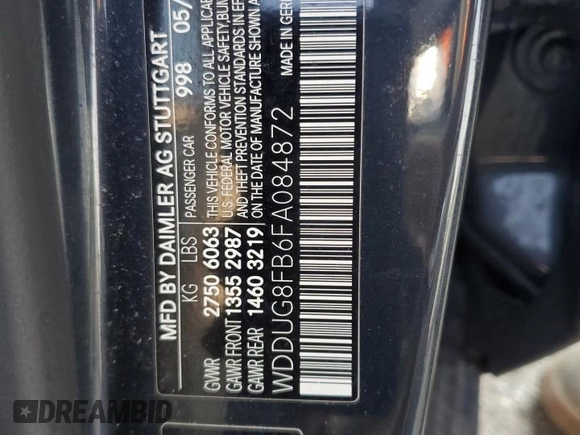 MFD BY DAIMLER AG STUTTGART
998 05/
KG LBS PASSENGER CAR
GVWR 2750 6063
GAWR FRONT 1355 2987
GAWR REAR 1460 3219
THIS VEHICLE CONFORMS TO ALL
U.S. FEDERAL MOTOR VEHICLE SAFETY,
AND THEFT PREVENTION STANDARDS IN
ON THE DATE OF MANUFACTURE SHOWN
MADE IN
WDDUG8FB6FA084872
DREAMBID